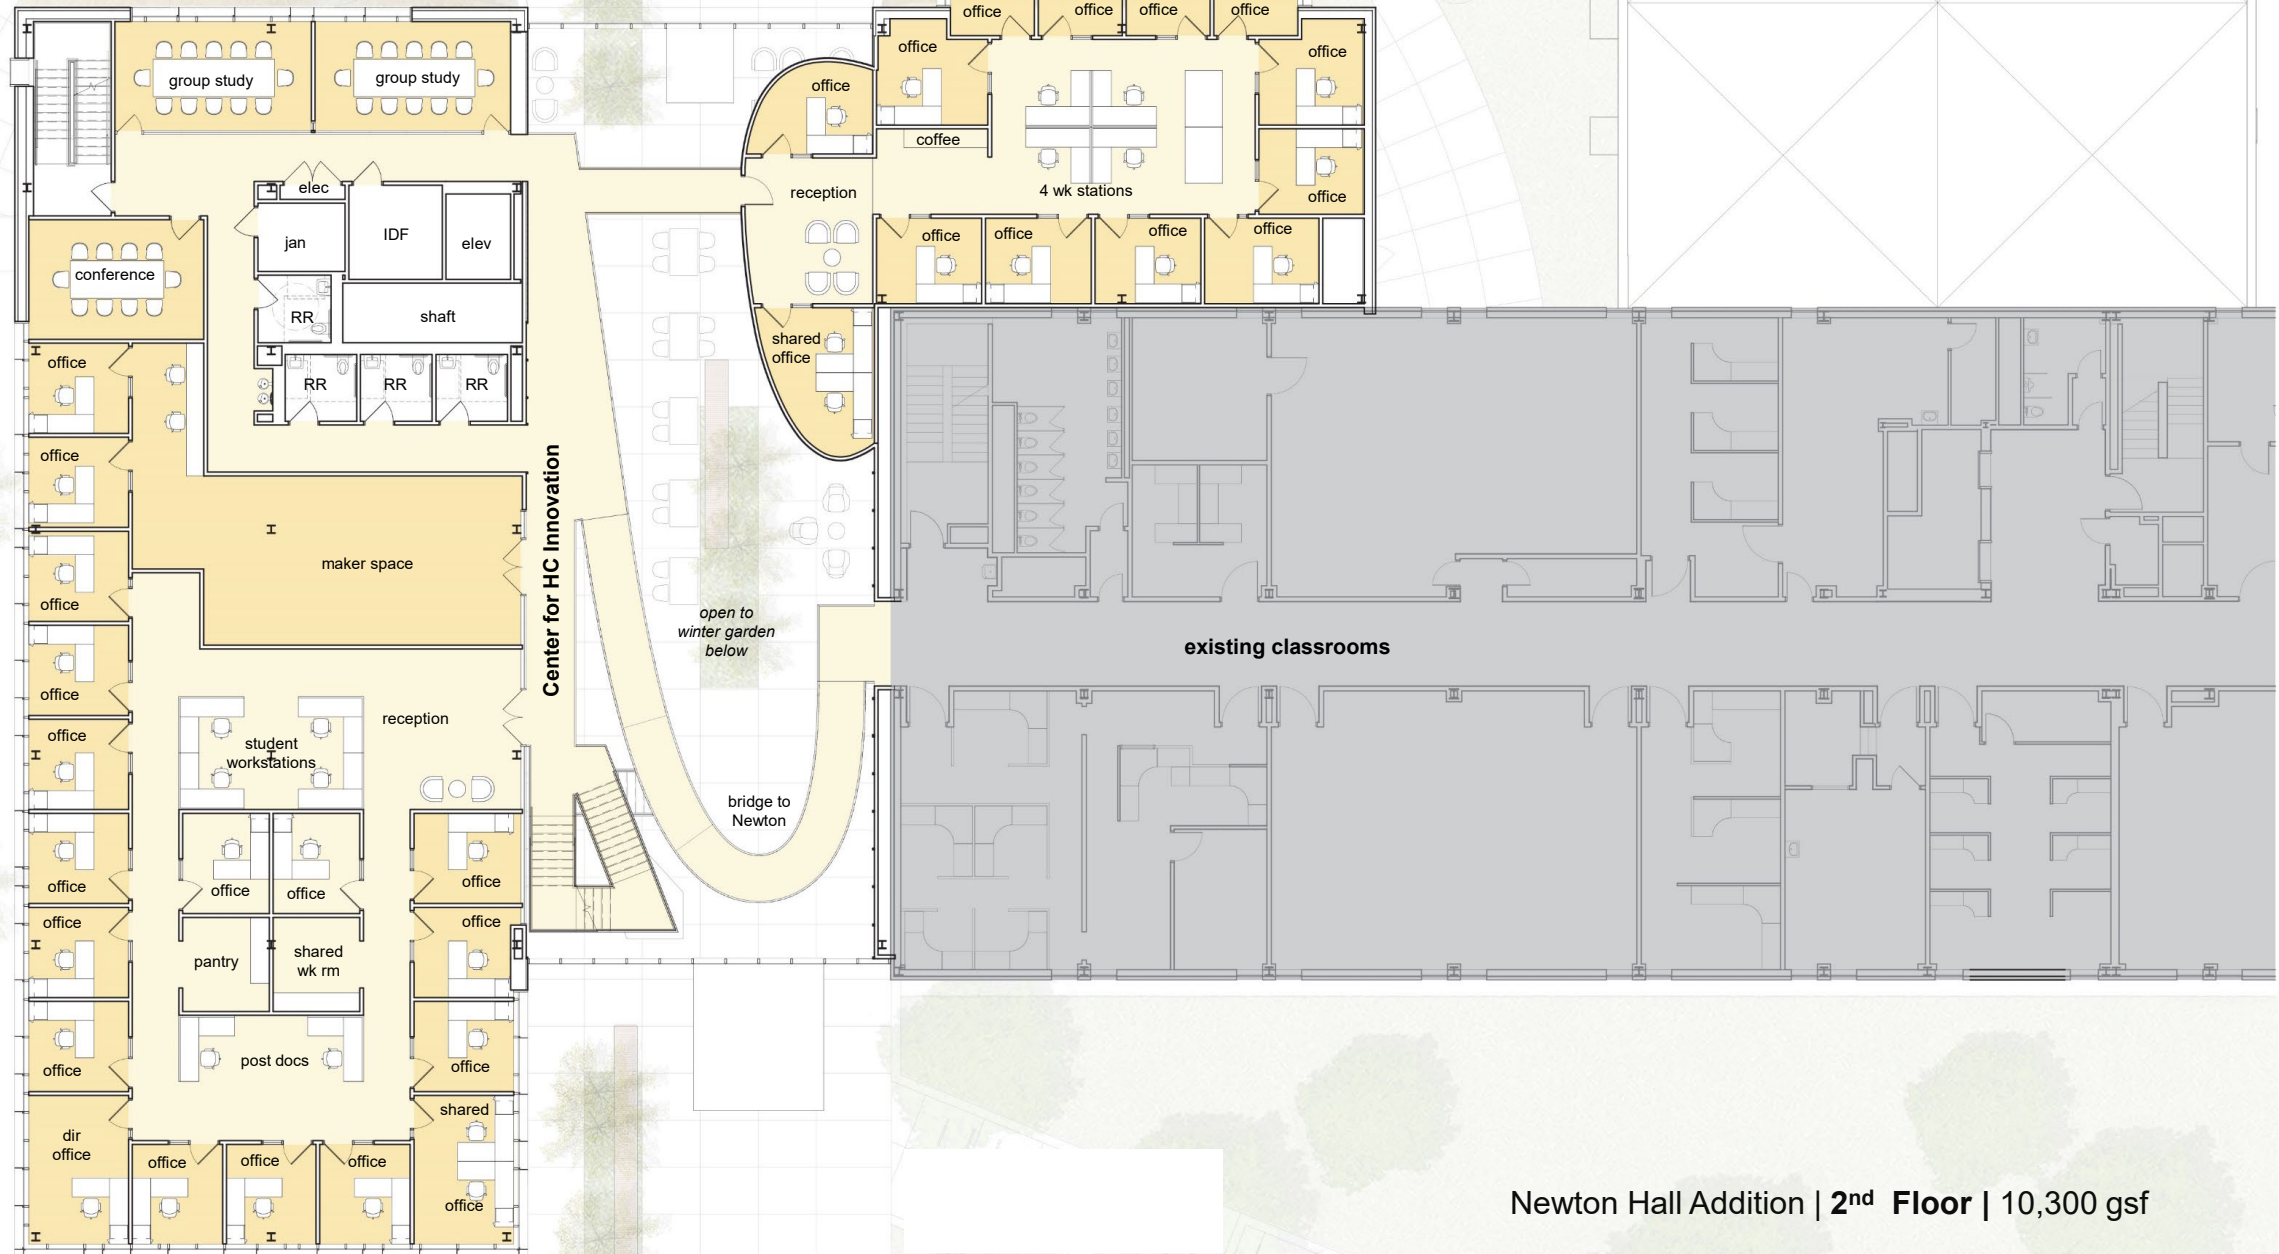 office
office
office
office
group study
group study
office
office
office
coffee
elec
reception
4 wk stations
office
jan
IDF
elev
office
office
office
office
conference
RR
shaft
shared
office
office
RR
RR
RR
office
Center for HC Innovation
maker space
office
open to
winter garden
below
existing classrooms
office
reception
office
student
workstations
bridge to
Newton
office
office
office
office
office
office
pantry
shared
wk rm
office
post docs
office
dir
office
shared
office
office
office
office
Newton Hall Addition | 2nd Floor | 10,300 gsf